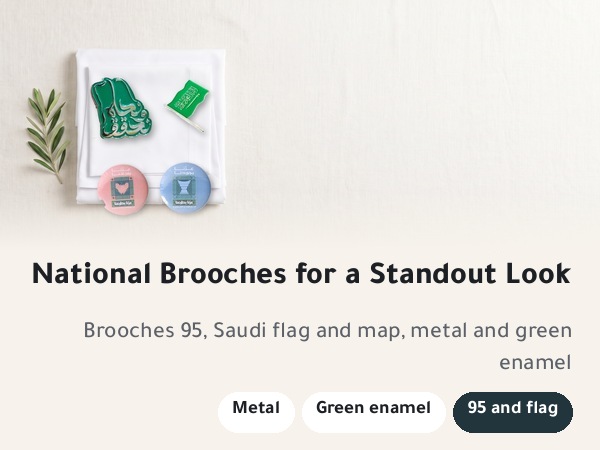 National Brooches for a Standout Look
Brooches 95, Saudi flag and map, metal and green
enamel
Metal
Green enamel
95 and flag